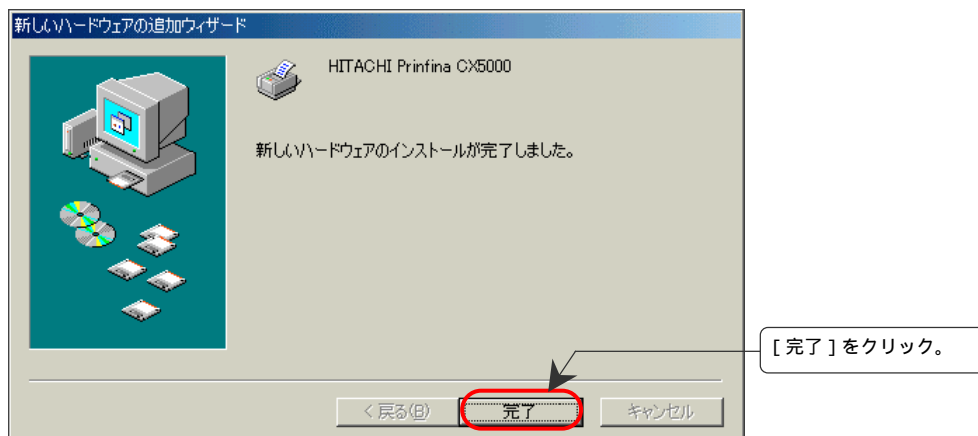 新しいハードウェアの追加ウィザード
HITACHI Printfina CX5000
新しいハードウェアのインストールが完了しました。
[ 完了 ] をクリック。
< 戻る(B)
完了
キャンセル